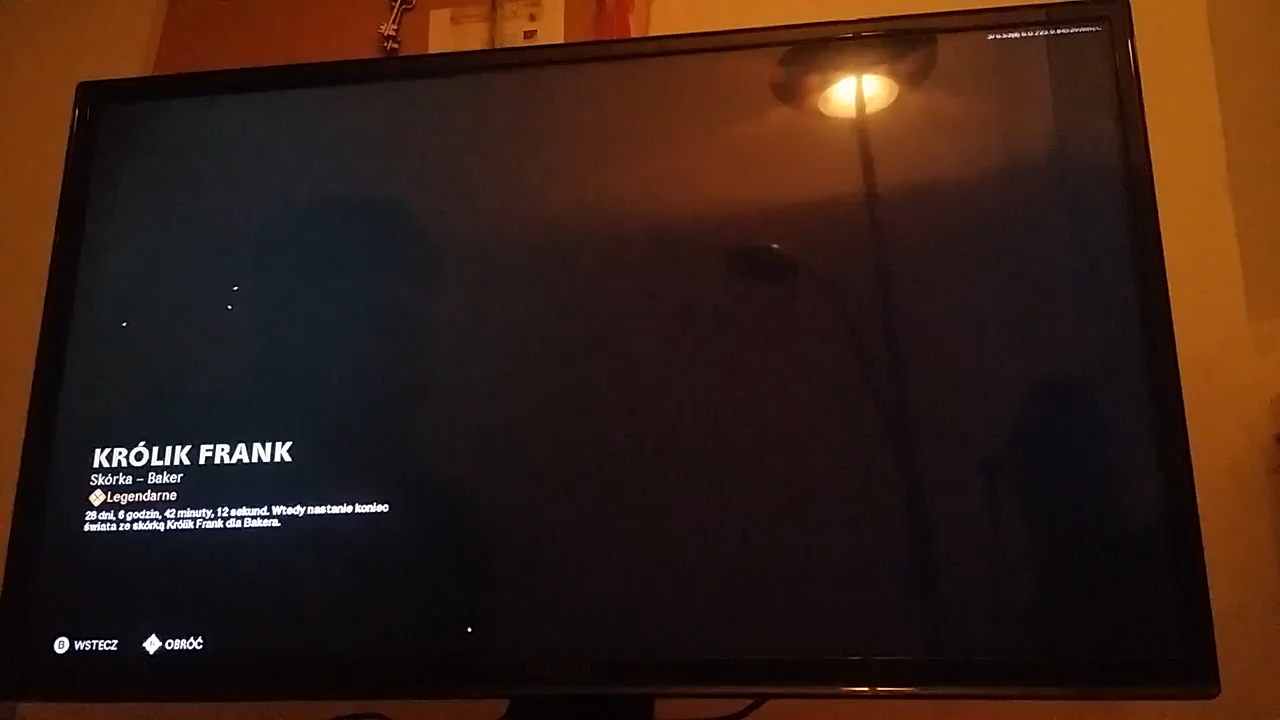 KRÓLIK FRANK
Skórka – Baker
Legendarne
28 dni, 6 godzin, 42 minuty, 12 sekund. Wtedy nastanie koniec
świata ze skórką Królik Frank dla Bakera.
B WSTECZ OBRÓĆ